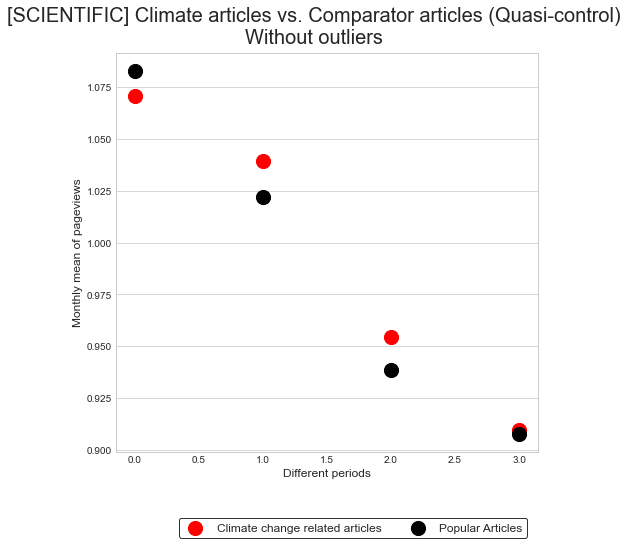 [SCIENTIFIC] Climate articles vs. Comparator articles (Quasi-control)
Without outliers
Monthly mean of pageviews
1.075
1.050
1.025
1.000
0.975
0.950
0.925
0.900
0.0 0.5 1.0 1.5 2.0 2.5 3.0
Different periods
Climate change related articles Popular Articles